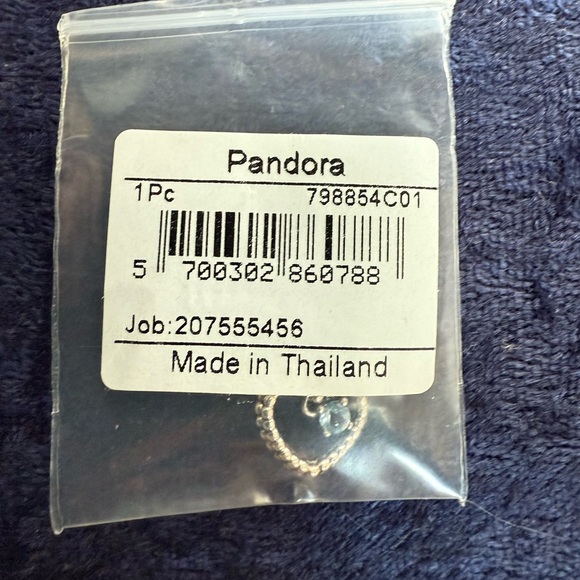 Pandora
1Pc 798854C01
5 700302 860788
Job:207555456
Made in Thailand